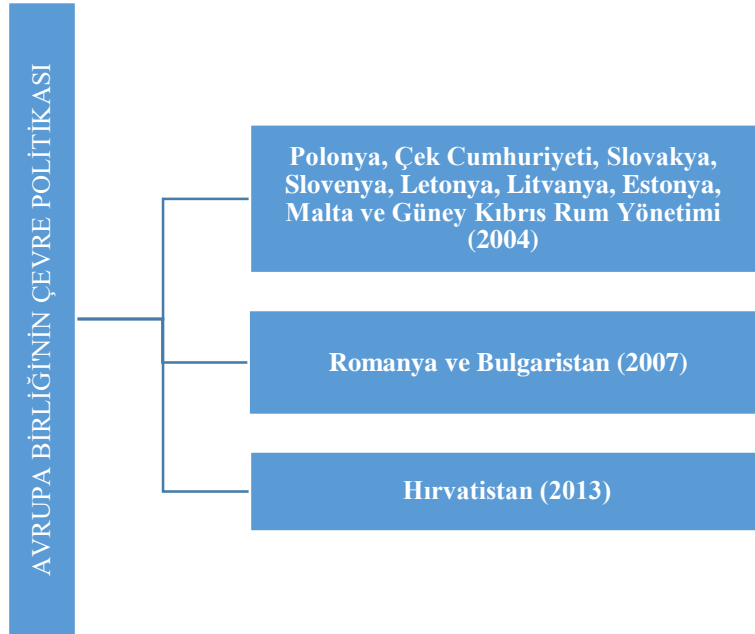 AVRUPA BİRLİĞİ'NİN ÇEVRE POLİTİKASI
Polonya, Çek Cumhuriyeti, Slovakya,
Slovenya, Letonya, Litvanya, Estonya,
Malta ve Güney Kıbrıs Rum Yönetimi
(2004)
Romanya ve Bulgaristan (2007)
Hırvatistan (2013)